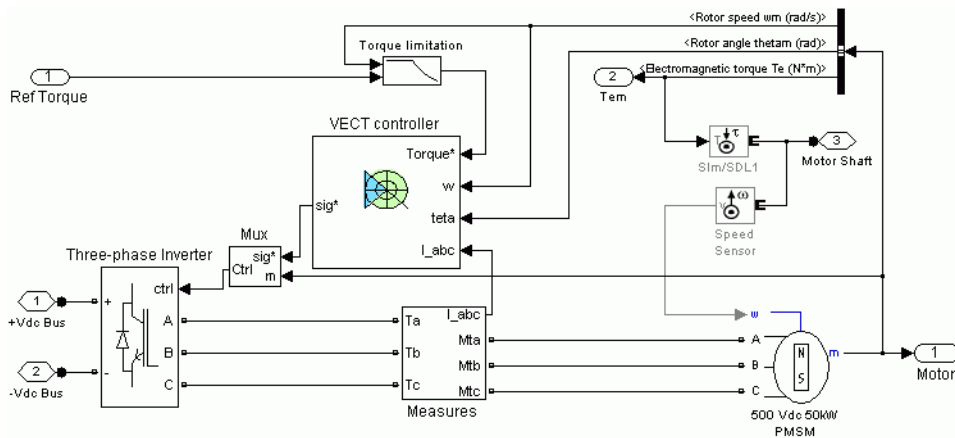 <Rotor speed wm (rad/s)>
<Rotor angle thetam (rad)>
<Electromagnetic torque Te (N*m)>
Torque limitation
1
Ref Torque
2
Tem
VECT controller
Torque*
w
teta
I_abc
sig*
T
τ
Sim/SDL1
3
Motor Shaft
v
ω
Speed
Sensor
Mux
sig*
Ctrl
m
Three-phase Inverter
ctrl
+
-
A
B
C
1
+Vdc Bus
2
-Vdc Bus
I_abc
Ta
Tb
Tc
Mta
Mtb
Mtc
Measures
w
A
B
C
N
S
m
500 Vdc 50kW
PMSM
1
Motor